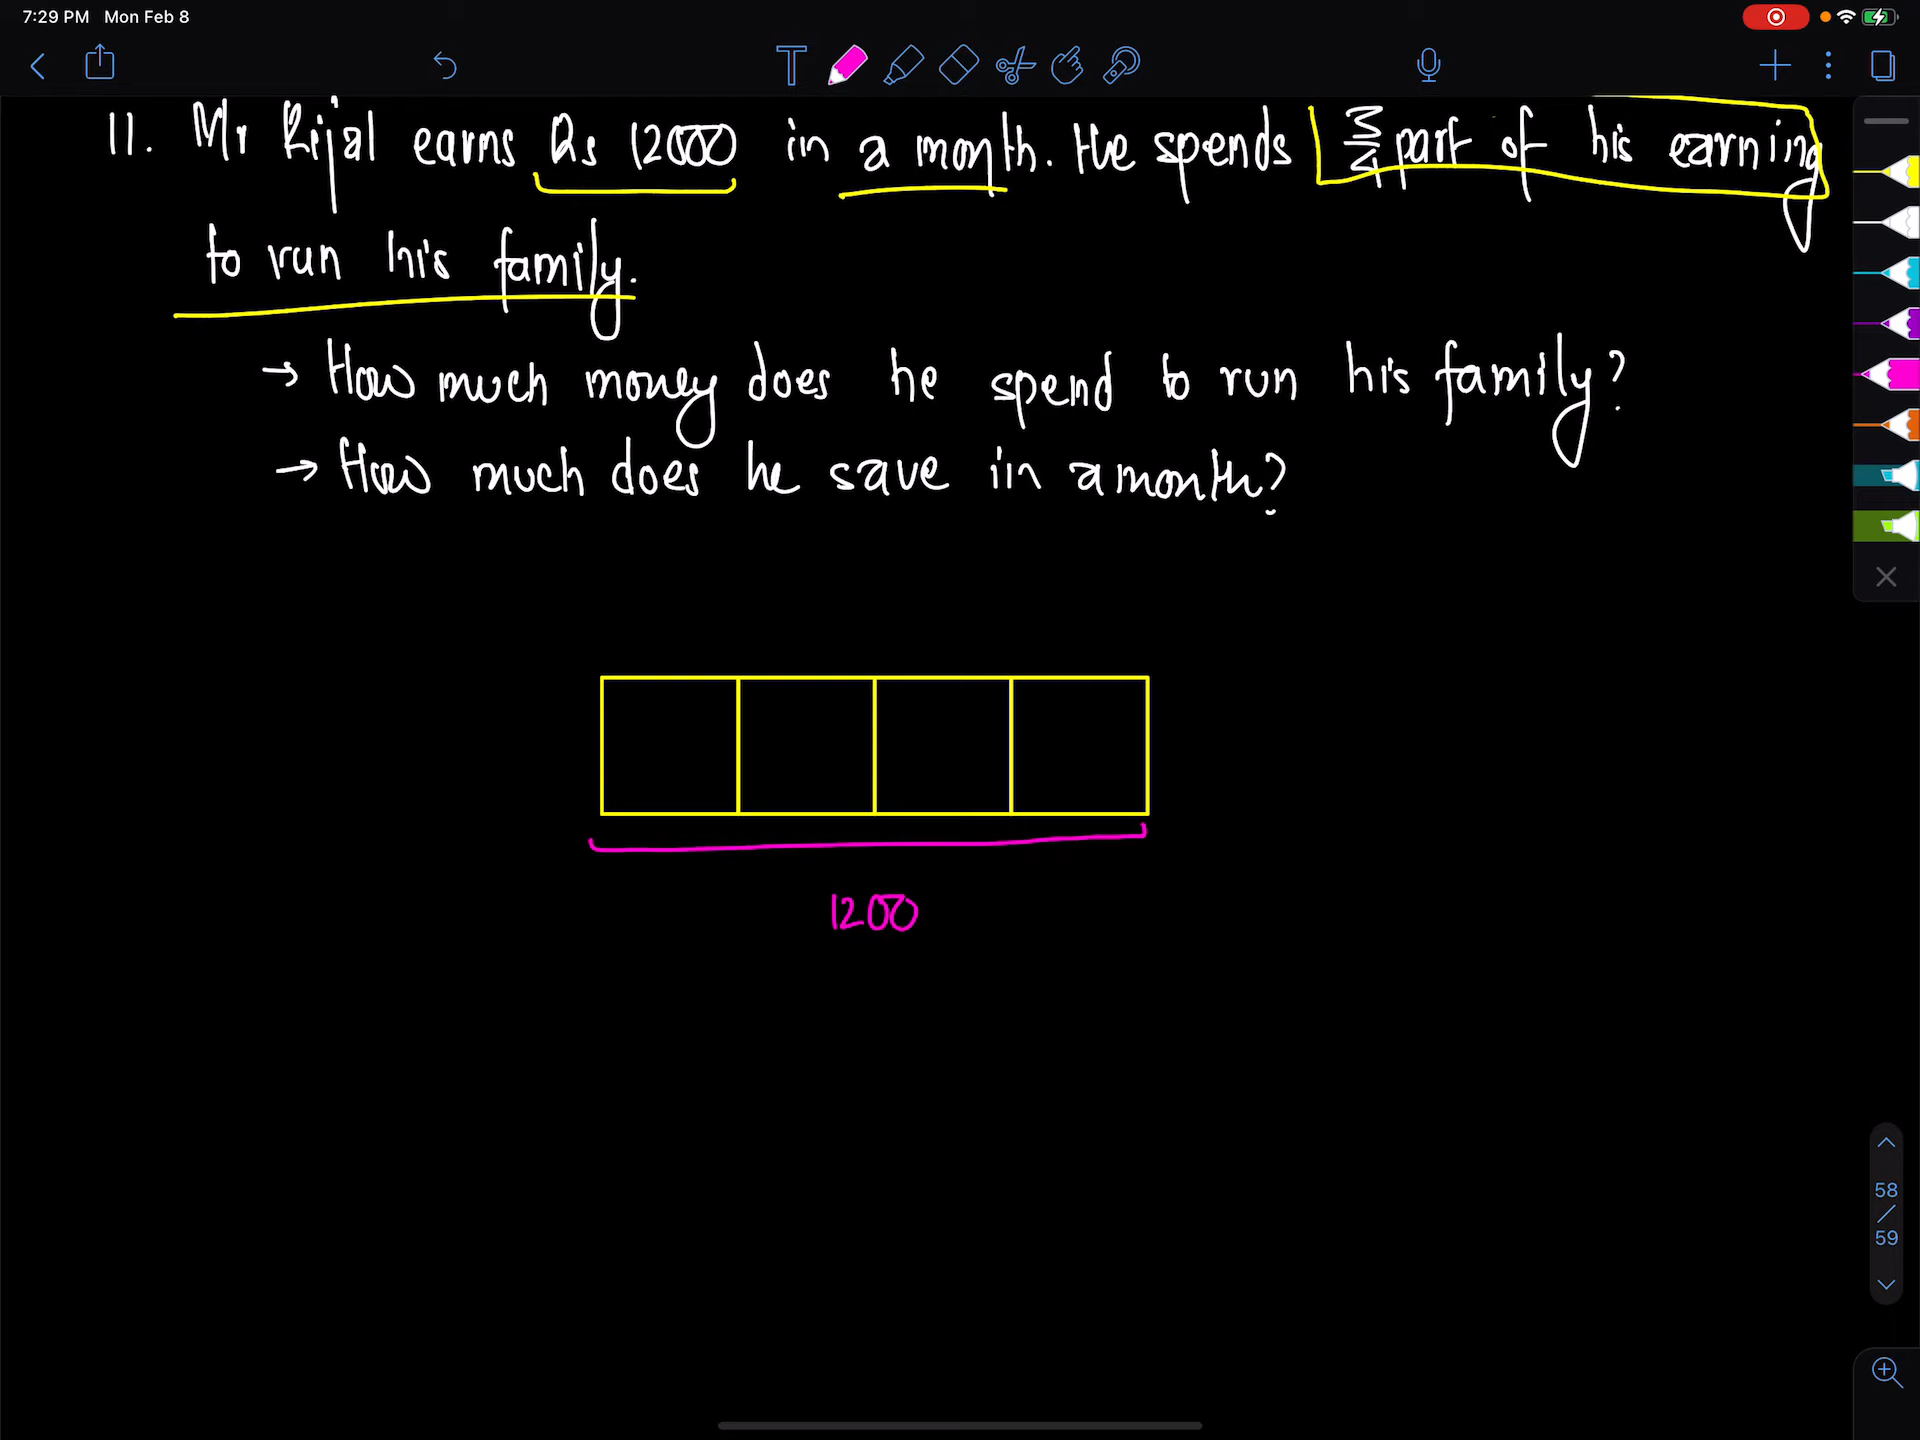 7:29 PM Mon Feb 8
11. Mr Rijal earns Rs 12000 in a month. He spends 3/4 part of his earning
to run his family.
→ How much money does he spend to run his family?
→ How much does he save in a month?
1200
58
/
59